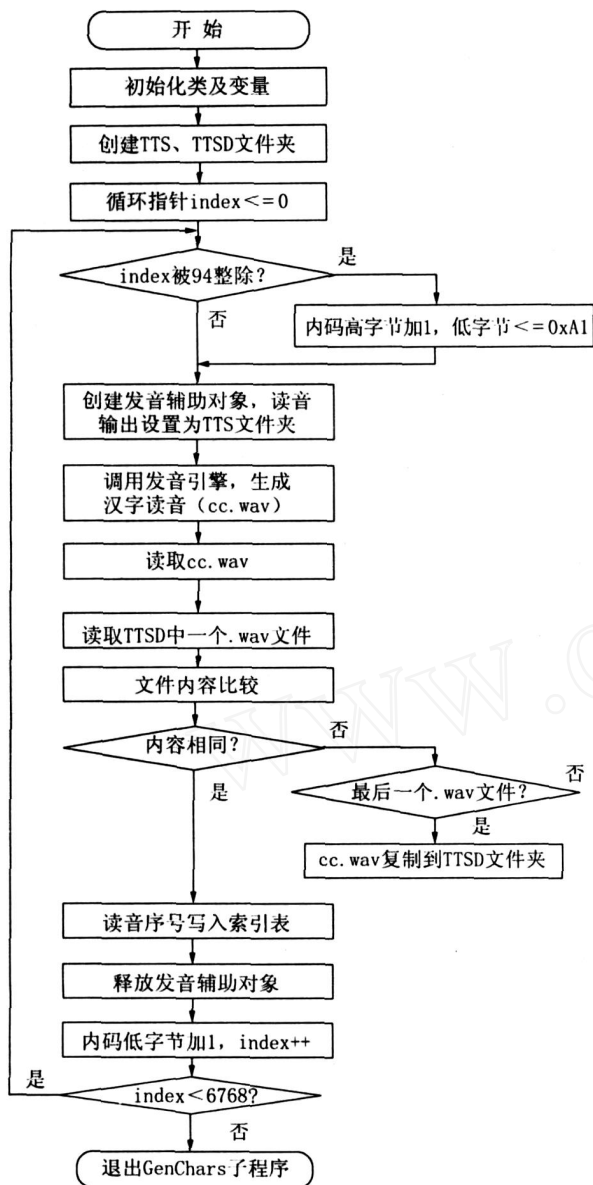 开 始
初始化类及变量
创建TTS、TTSD文件夹
循环指针index<=0
index被94整除?
是
否
内码高字节加1, 低字节<=0xA1
创建发音辅助对象, 读音
输出设置为TTS文件夹
调用发音引擎, 生成
汉字读音 (cc.wav)
读取cc.wav
读取TTSD中一个.wav文件
文件内容比较
内容相同?
否
是
最后一个.wav文件?
否
是
cc.wav复制到TTSD文件夹
读音序号写入索引表
释放发音辅助对象
内码低字节加1, index++
是
index<6768?
否
退出GenChars子程序